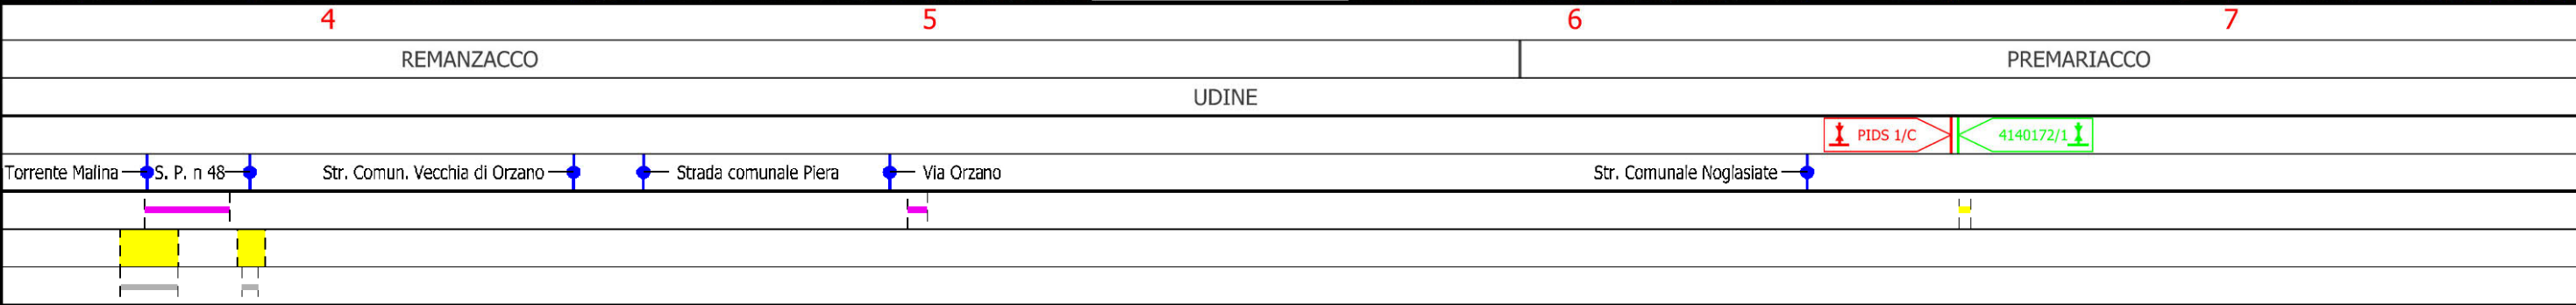 4 5 6 7
REMANZACCO PREMARIACCO
UDINE
PIDS 1/C 4140172/1
Torrente Malina S. P. n 48 Str. Comun. Vecchia di Orzano Strada comunale Piera Via Orzano Str. Comunale Noglasiate